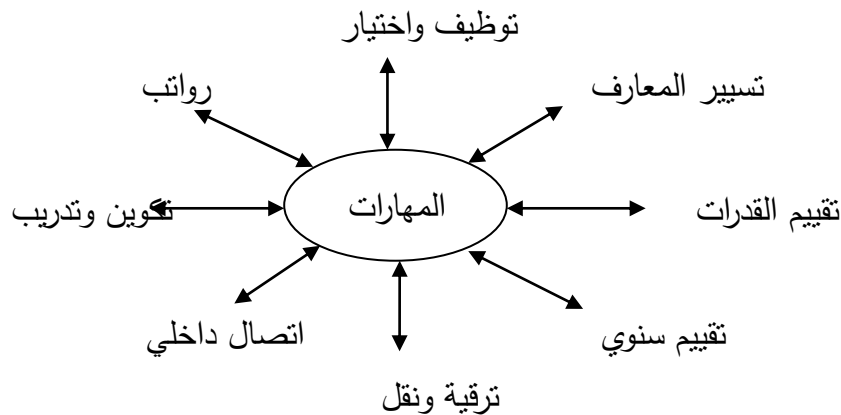 توظيف واختيار
تسيير المعارف
رواتب
المهارات
تقييم القدرات
تكوين وتدريب
تقييم سنوي
اتصال داخلي
ترقية ونقل